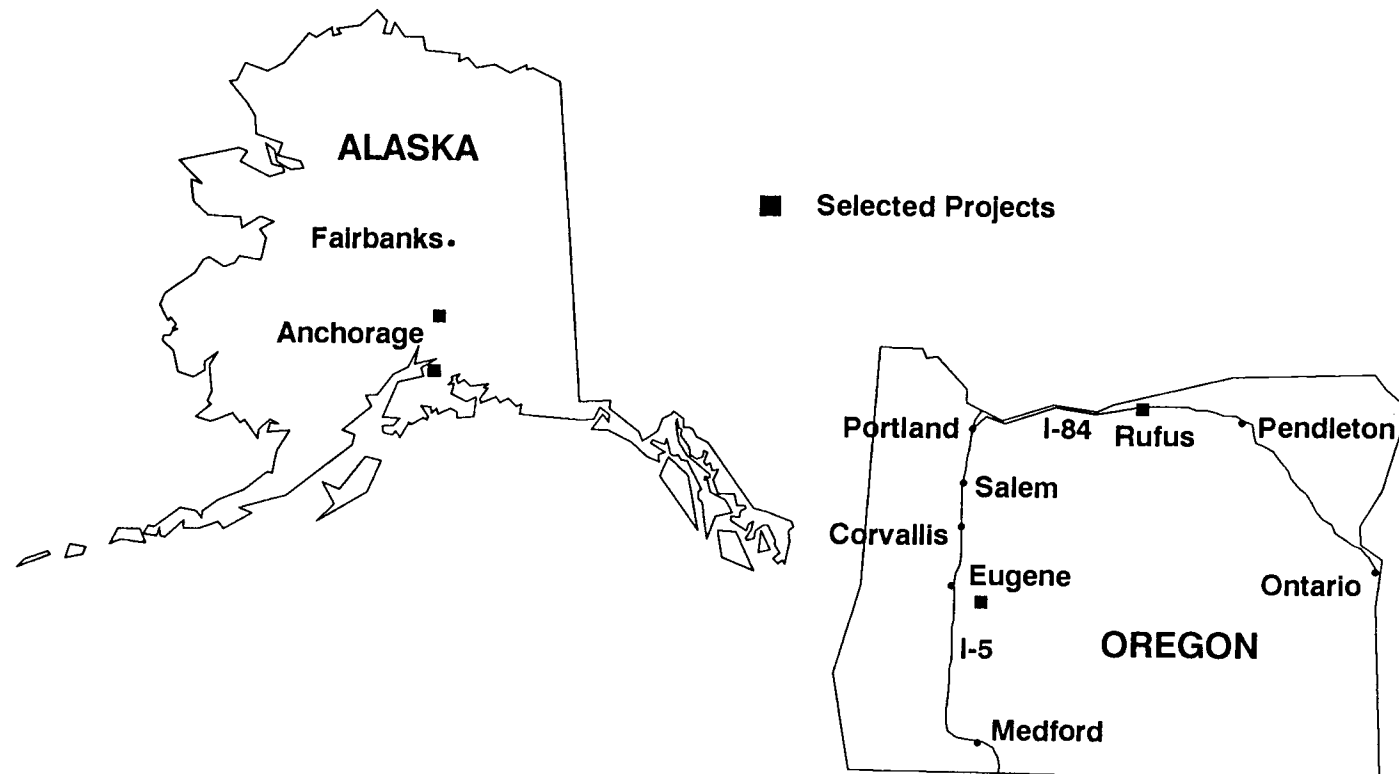 ALASKA
Selected Projects
Fairbanks
Anchorage
Portland
I-84
Rufus
Pendleton
Salem
Corvallis
Eugene
Ontario
I-5
OREGON
Medford